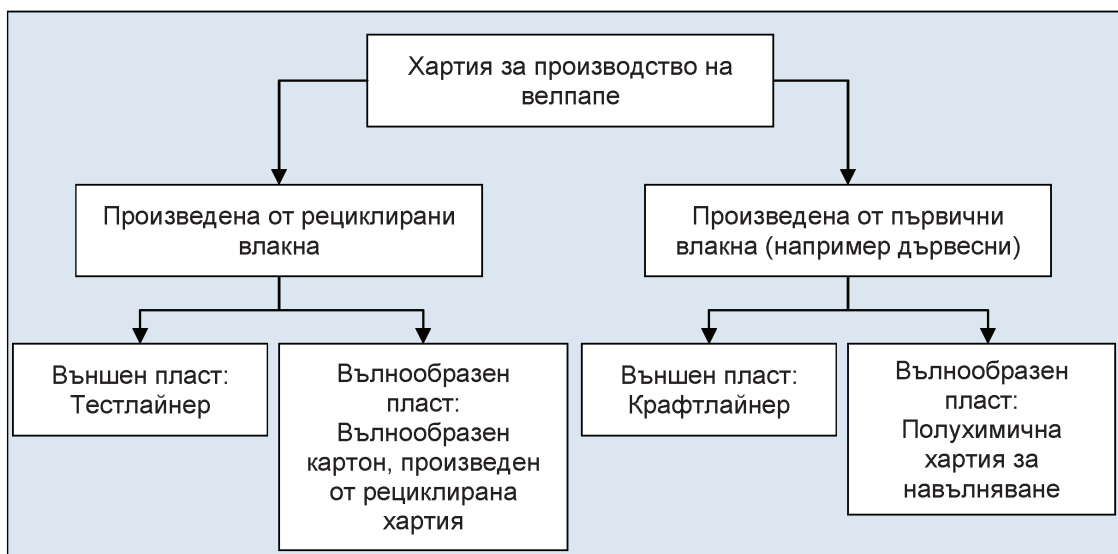 Хартия за производство на
велпапе
Произведена от рециклирани
влакна
Произведена от първични
влакна (например дървесни)
Външен пласт:
Тестлайнер
Вълнообразен
пласт:
Вълнообразен
картон, произведен
от рециклирана
хартия
Външен пласт:
Крафтлайнер
Вълнообразен
пласт:
Полухимична
хартия за
навълняване